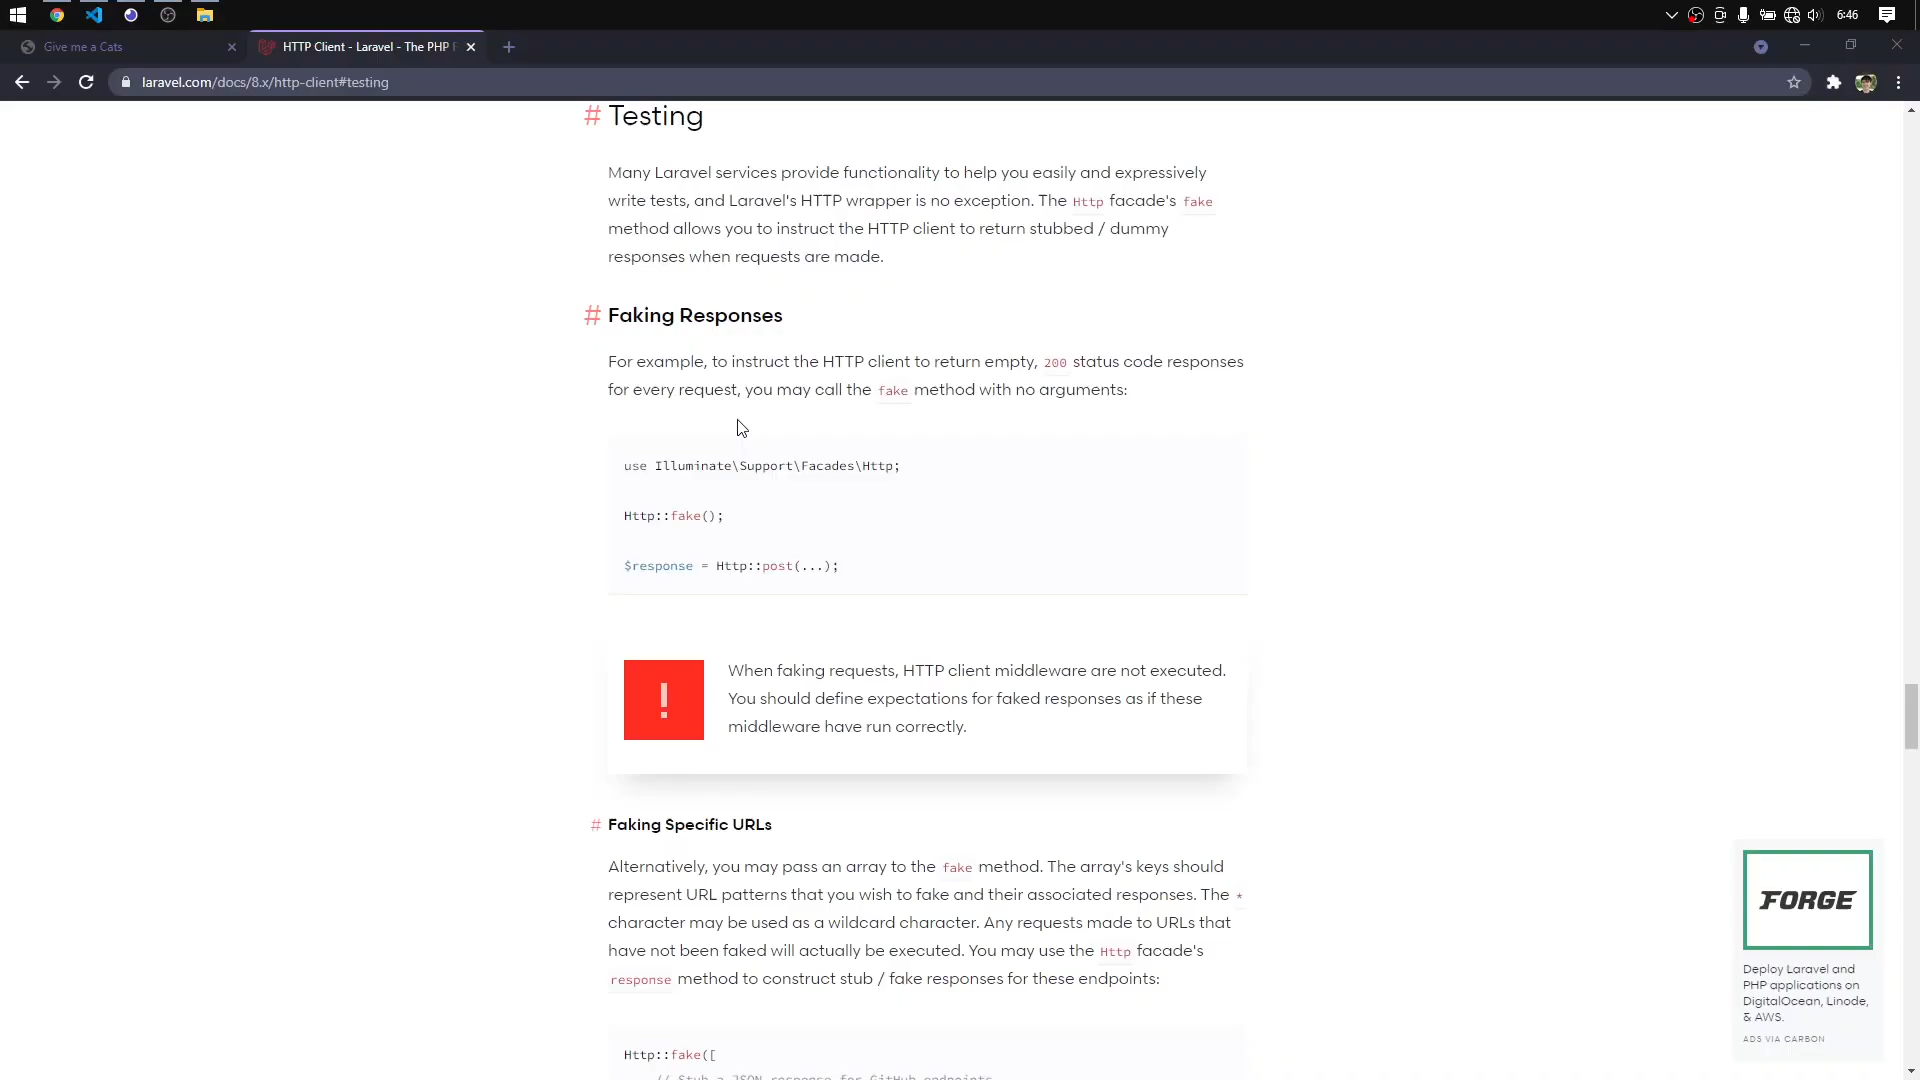 6:46
Give me a Cats
HTTP Client - Laravel - The PHP F
laravel.com/docs/8.x/http-client#testing
# Testing
Many Laravel services provide functionality to help you easily and expressively
write tests, and Laravel's HTTP wrapper is no exception. The Http facade's fake
method allows you to instruct the HTTP client to return stubbed / dummy
responses when requests are made.
# Faking Responses
For example, to instruct the HTTP client to return empty, 200 status code responses
for every request, you may call the fake method with no arguments:
use Illuminate\Support\Facades\Http;
Http::fake();
$response = Http::post(...);
!
When faking requests, HTTP client middleware are not executed.
You should define expectations for faked responses as if these
middleware have run correctly.
# Faking Specific URLs
Alternatively, you may pass an array to the fake method. The array's keys should
represent URL patterns that you wish to fake and their associated responses. The *
character may be used as a wildcard character. Any requests made to URLs that
have not been faked will actually be executed. You may use the Http facade's
response method to construct stub / fake responses for these endpoints:
Http::fake([
// Stub a JSON response for GitHub endpoints...
FORGE
Deploy Laravel and
PHP applications on
DigitalOcean, Linode,
& AWS.
ADS VIA CARBON